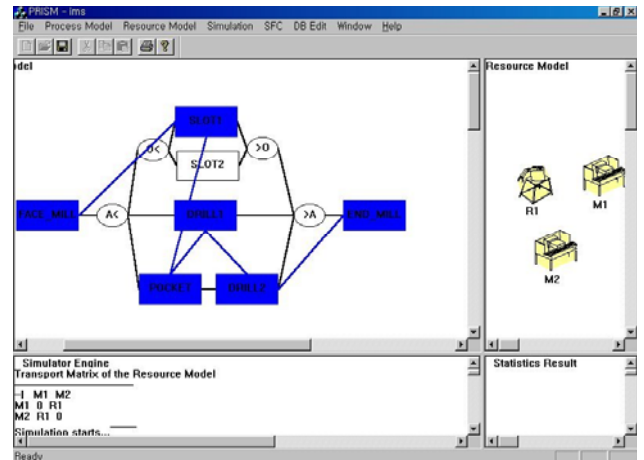 PRISM - ims
File Process Model Resource Model Simulation SFC DB Edit Window Help
odel
Resource Model
SLOT1
O<
>O
SLOT2
FACE_MILL
A<
DRILL1
>A
END_MILL
POCKET
DRILL2
R1
M1
M2
Simulator Engine
Transport Matrix of the Resource Model
--| M1 M2
M1 0 R1
M2 R1 0
Simulation starts...
Statistics Result
Ready